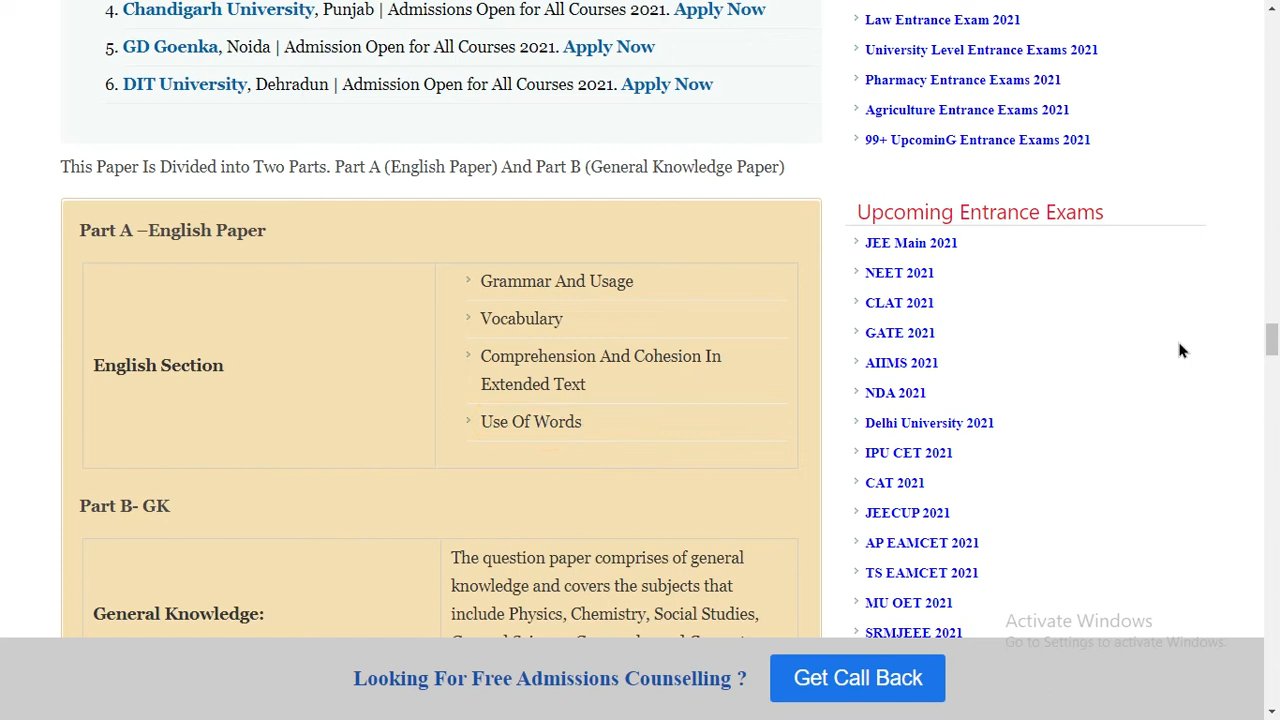 4. Chandigarh University, Punjab | Admissions Open for All Courses 2021. Apply Now
5. GD Goenka, Noida | Admission Open for All Courses 2021. Apply Now
6. DIT University, Dehradun | Admission Open for All Courses 2021. Apply Now
This Paper Is Divided into Two Parts. Part A (English Paper) And Part B (General Knowledge Paper)
Part A –English Paper
English Section
Grammar And Usage
Vocabulary
Comprehension And Cohesion In
Extended Text
Use Of Words
Part B- GK
General Knowledge:
The question paper comprises of general
knowledge and covers the subjects that
include Physics, Chemistry, Social Studies,
Law Entrance Exam 2021
University Level Entrance Exams 2021
Pharmacy Entrance Exams 2021
Agriculture Entrance Exams 2021
99+ UpcominG Entrance Exams 2021
Upcoming Entrance Exams
JEE Main 2021
NEET 2021
CLAT 2021
GATE 2021
AIIMS 2021
NDA 2021
Delhi University 2021
IPU CET 2021
CAT 2021
JEECUP 2021
AP EAMCET 2021
TS EAMCET 2021
MU OET 2021
SRMJEEE 2021
Activate Windows
Go to Settings to activate Windows.
Looking For Free Admissions Counselling ?
Get Call Back